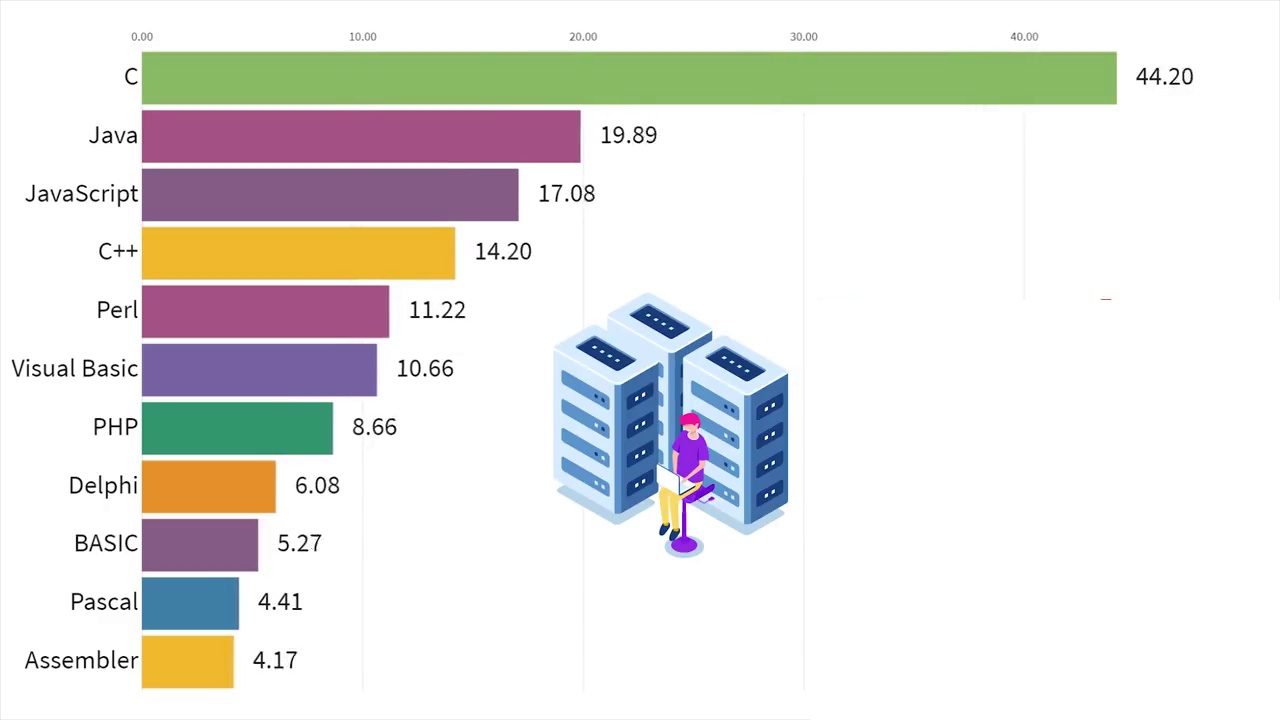 0.00 10.00 20.00 30.00 40.00
C 44.20
Java 19.89
JavaScript 17.08
C++ 14.20
Perl 11.22
Visual Basic 10.66
PHP 8.66
Delphi 6.08
BASIC 5.27
Pascal 4.41
Assembler 4.17